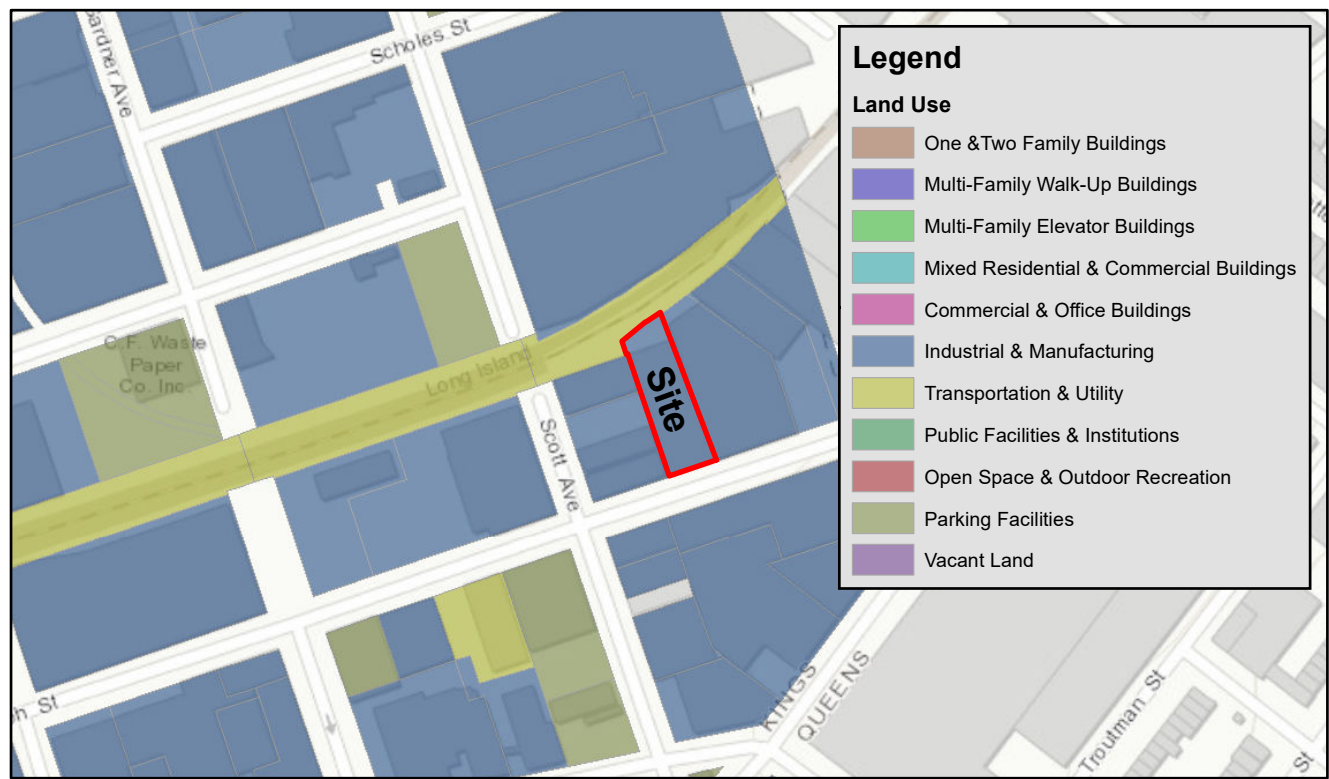 Gardner Ave
Scholes St
C.F. Waste
Paper
Co. Inc.
Long Island
Site
Scott Ave
KINGS
QUEENS
Troutman St
St
Legend
Land Use
One &Two Family Buildings
Multi-Family Walk-Up Buildings
Multi-Family Elevator Buildings
Mixed Residential & Commercial Buildings
Commercial & Office Buildings
Industrial & Manufacturing
Transportation & Utility
Public Facilities & Institutions
Open Space & Outdoor Recreation
Parking Facilities
Vacant Land